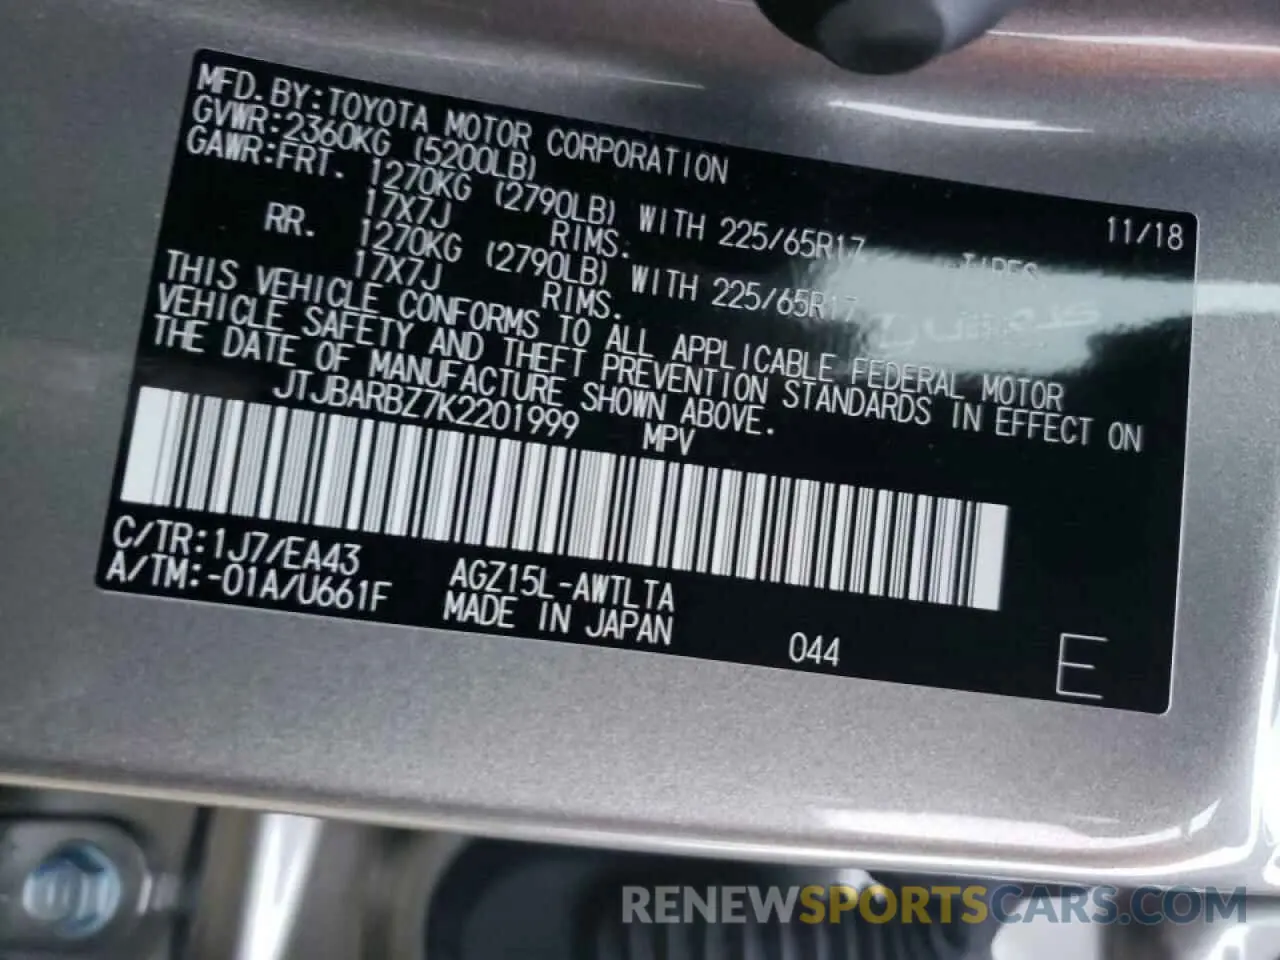 MFD.BY:TOYOTA MOTOR CORPORATION 11/18
GVWR:2360KG (5200LB)
GAWR:FRT. 1270KG (2790LB) WITH 225/65R17 TIRES
17X7J RIMS.
RR. 1270KG (2790LB) WITH 225/65R17
17X7J RIMS.
THIS VEHICLE CONFORMS TO ALL APPLICABLE FEDERAL MOTOR
VEHICLE SAFETY AND THEFT PREVENTION STANDARDS IN EFFECT ON
THE DATE OF MANUFACTURE SHOWN ABOVE.
JTJBARBZ7K2201999 MPV
C/TR:1J7/EA43 AGZ15L-AWTLTA
A/TM:-01A/U661F MADE IN JAPAN 044 E
RENEWSPORTSCARS.COM